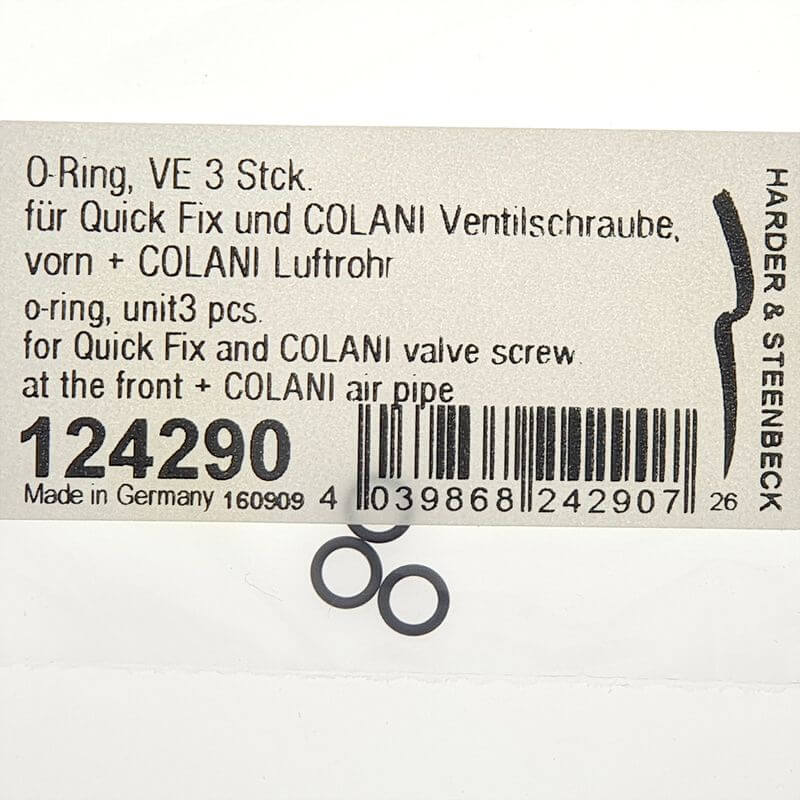 O-Ring, VE 3 Stck.
für Quick Fix und COLANI Ventilschraube,
vorn + COLANI Luftrohr
o-ring, unit3 pcs.
for Quick Fix and COLANI valve screw
at the front + COLANI air pipe
124290
Made in Germany 160909 4 039868 242907 26
HARDER & STEENBECK